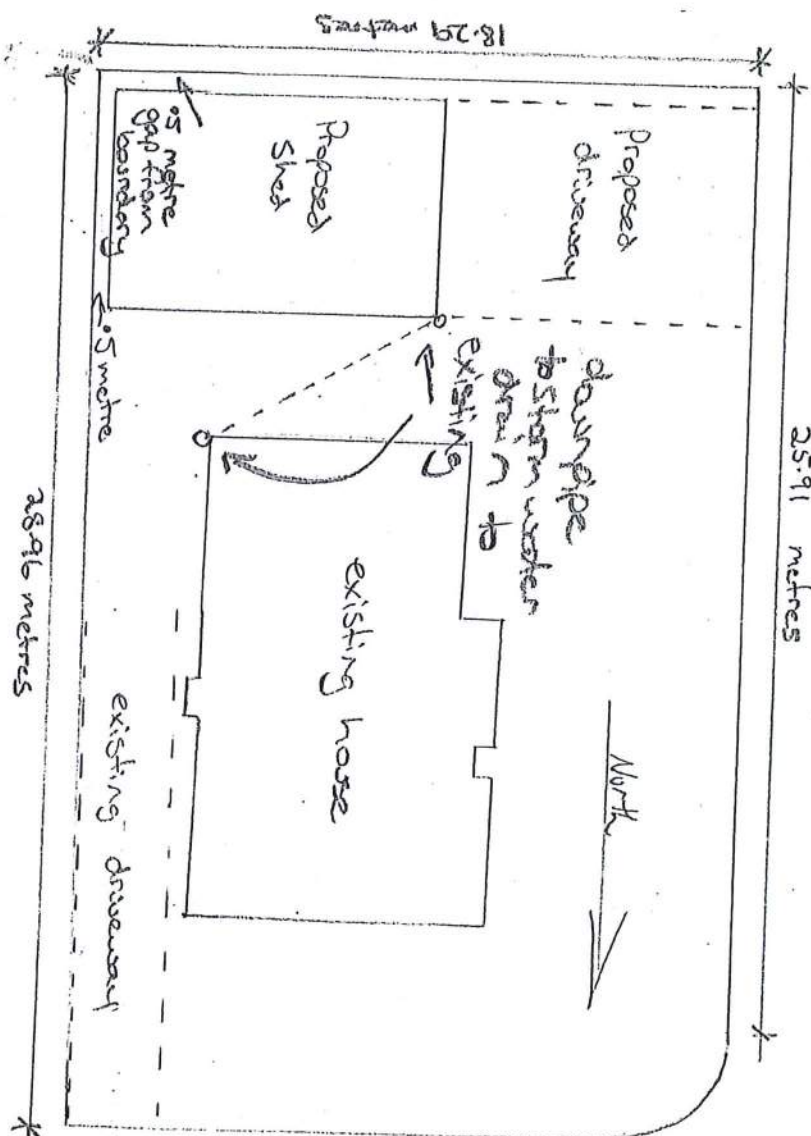 18.29 metres
Proposed
driveway
Proposed
Shed
.5 metre
gap from
boundary
.5 metre
25.91 metres
downpipe
to storm water
drain to
existing
existing house
North
existing driveway
28.96 metres